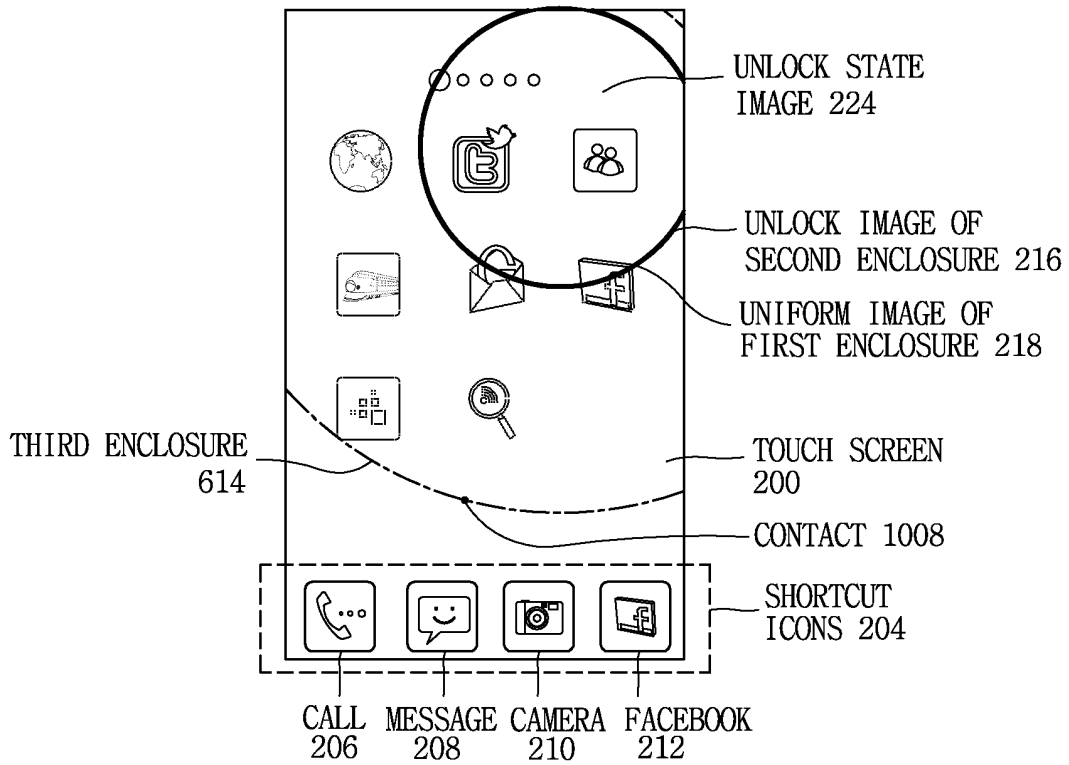 UNLOCK STATE
IMAGE 224
UNLOCK IMAGE OF
SECOND ENCLOSURE 216
UNIFORM IMAGE OF
FIRST ENCLOSURE 218
THIRD ENCLOSURE
614
TOUCH SCREEN
200
CONTACT 1008
SHORTCUT
ICONS 204
CALL
206
MESSAGE
208
CAMERA
210
FACEBOOK
212